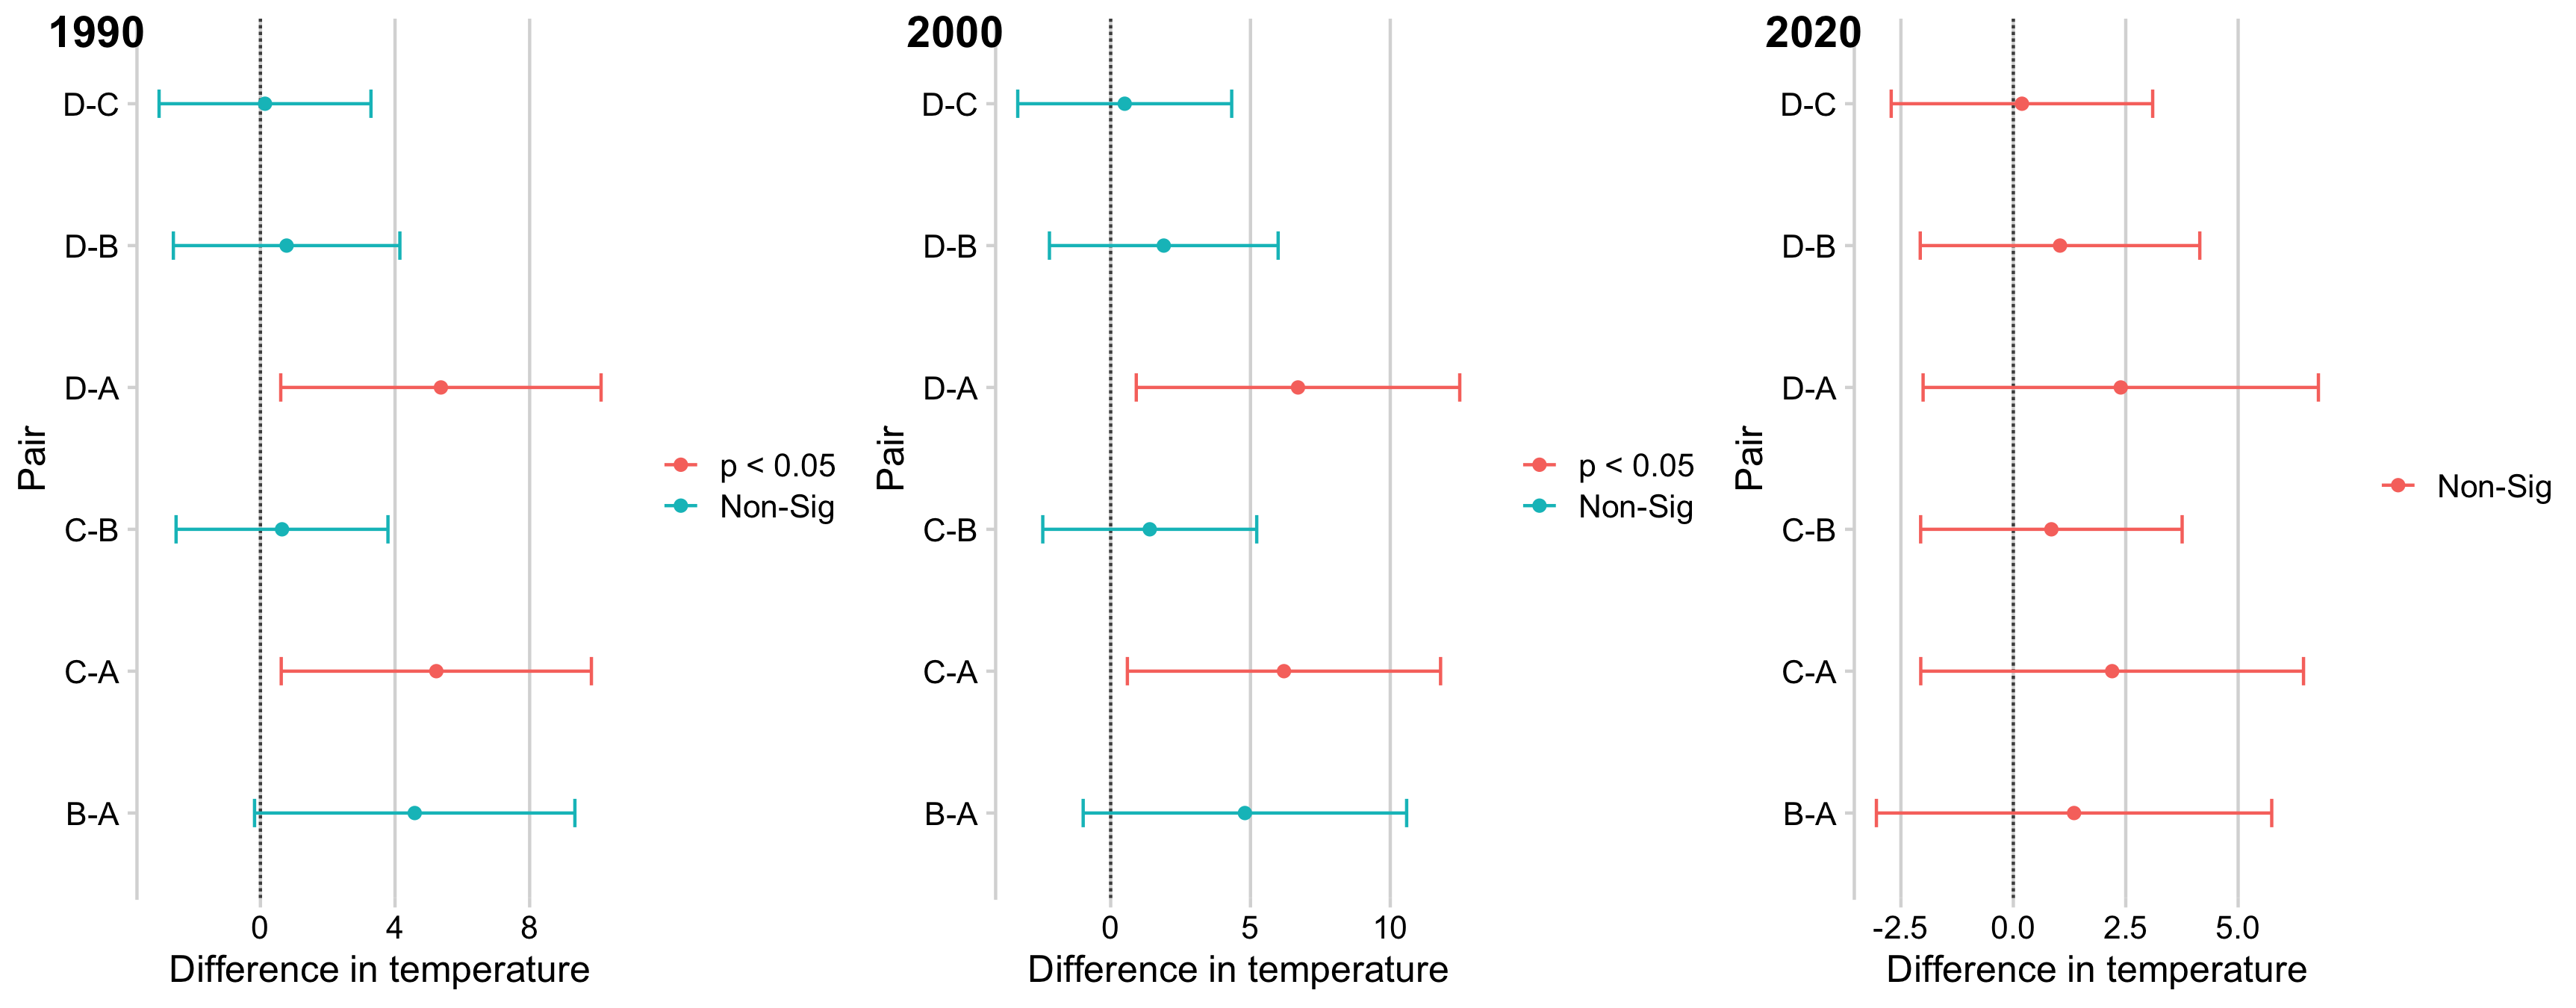 1990
D-C
D-B
D-A
C-B
C-A
B-A
Pair
0 4 8
Difference in temperature
p < 0.05
Non-Sig
2000
D-C
D-B
D-A
C-B
C-A
B-A
Pair
0 5 10
Difference in temperature
p < 0.05
Non-Sig
2020
D-C
D-B
D-A
C-B
C-A
B-A
Pair
-2.5 0.0 2.5 5.0
Difference in temperature
Non-Sig